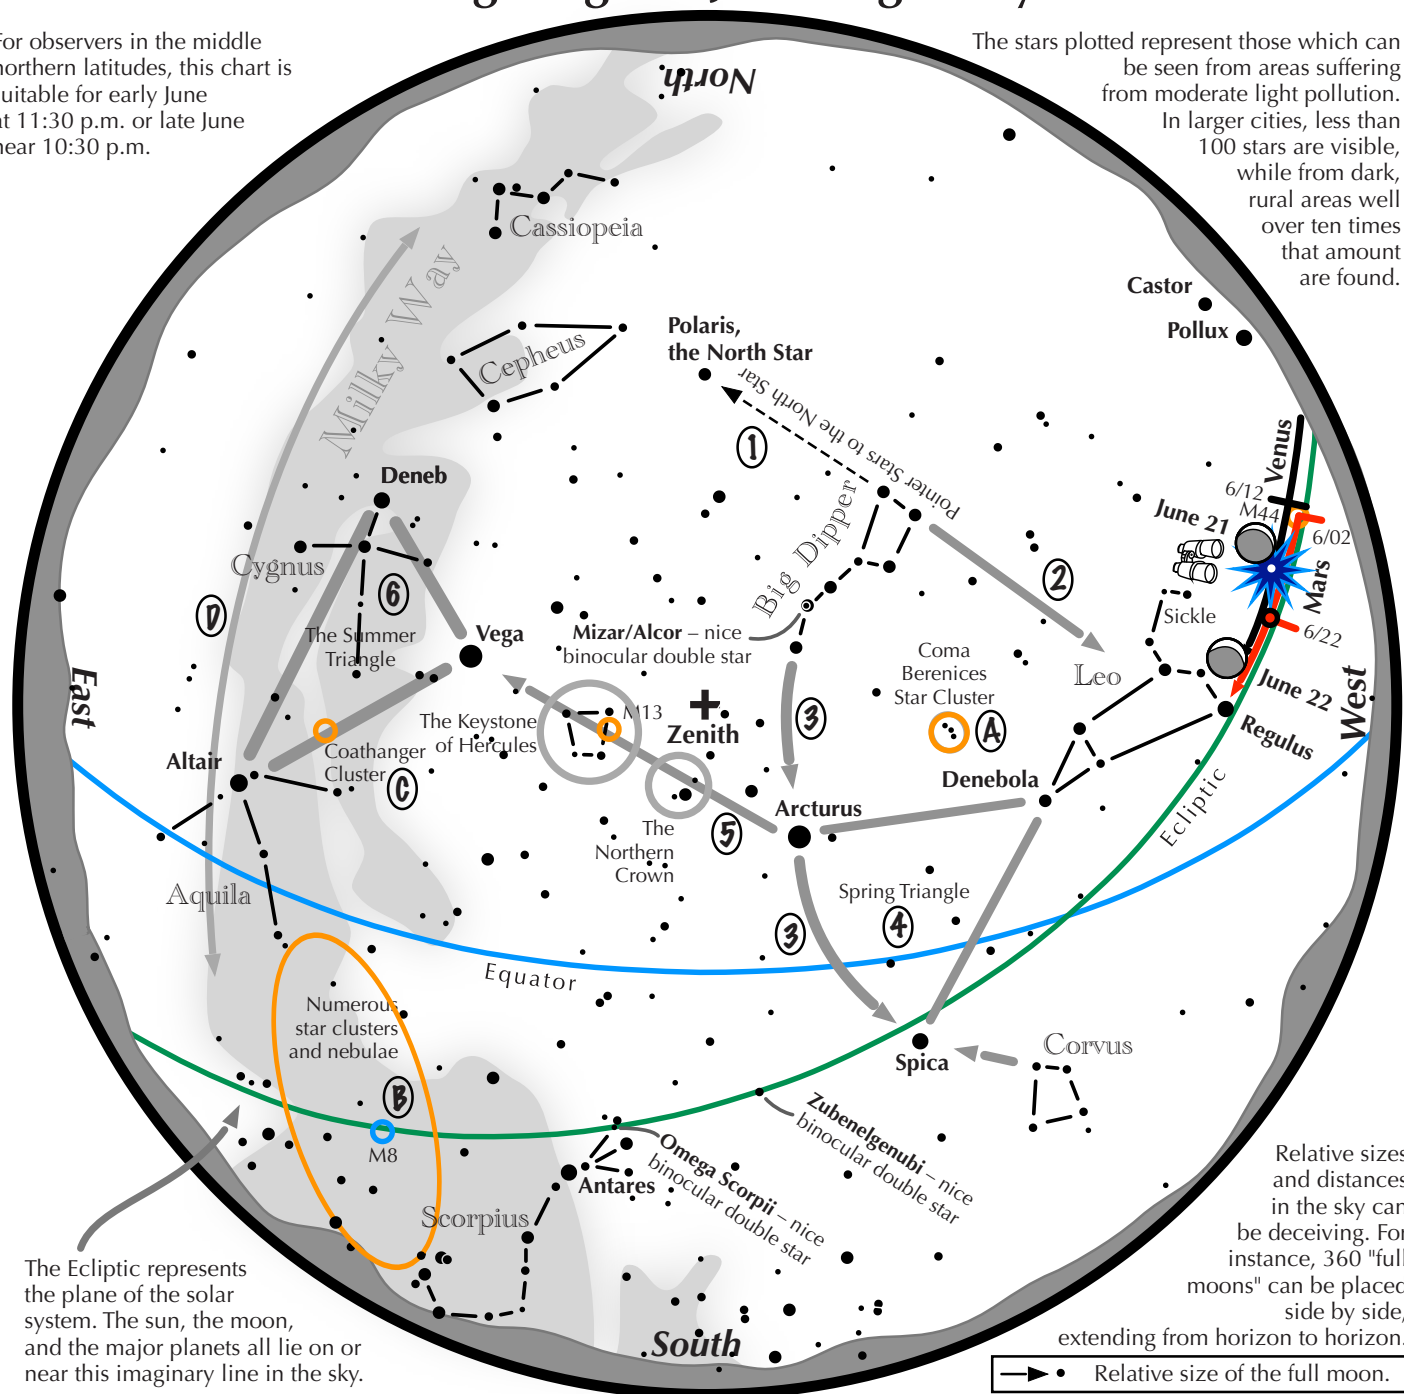 For observers in the middle
northern latitudes, this chart is
suitable for early June
at 11:30 p.m. or late June
near 10:30 p.m.
The stars plotted represent those which can
be seen from areas suffering
from moderate light pollution.
In larger cities, less than
100 stars are visible,
while from dark,
rural areas well
over ten times
that amount
are found.
North
Cassiopeia
Milky Way
Cepheus
Polaris,
the North Star
Pointer Stars to the North Star
Castor
Pollux
1
Deneb
Cygnus
6
D
The Summer
Triangle
Vega
Big Dipper
Mizar/Alcor – nice
binocular double star
2
Venus
6/12
M44
June 21
6/02
Mars
6/22
Sickle
Leo
June 22
Regulus
West
East
Coma
Berenices
Star Cluster
A
3
Zenith
M13
The Keystone
of Hercules
Coathanger
Cluster
C
Altair
Denebola
Arcturus
The
Northern
Crown
5
Ecliptic
Aquila
Spring Triangle
4
3
Equator
Numerous
star clusters
and nebulae
B
M8
Spica
Corvus
Zubenelgenubi – nice
binocular double star
Omega Scorpii – nice
binocular double star
Antares
Scorpius
South
The Ecliptic represents
the plane of the solar
system. The sun, the moon,
and the major planets all lie on or
near this imaginary line in the sky.
Relative sizes
and distances
in the sky can
be deceiving. For
instance, 360 "full
moons" can be placed
side by side,
extending from horizon to horizon.
Relative size of the full moon.